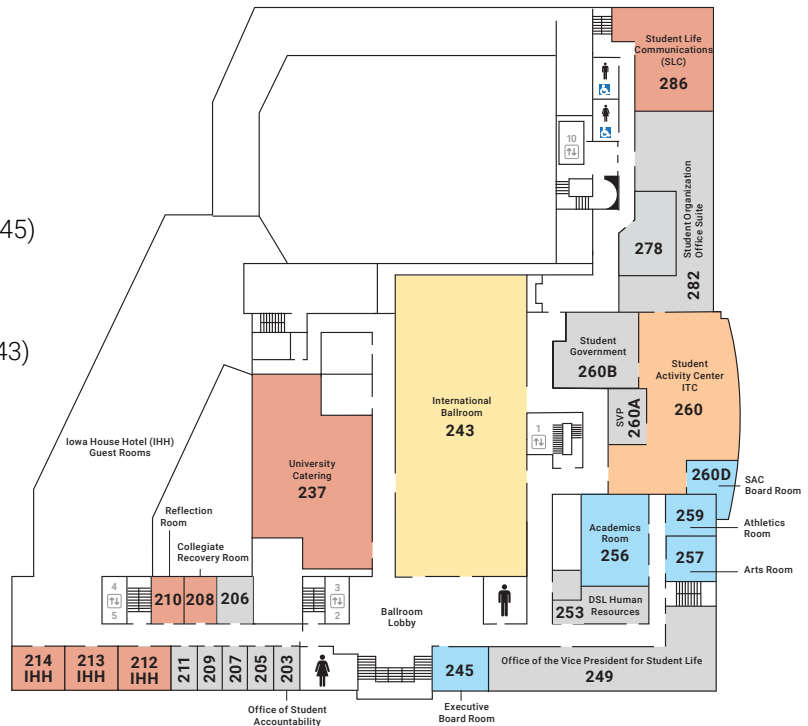 Student Life
Communications
(SLC)
286
10
45)
Student Organization
Office Suite
282
278
43)
Student
Government
260B
Student
Activity Center
ITC
260
SVP
260A
International
Ballroom
243
1
Iowa House Hotel (IHH)
Guest Rooms
University
Catering
237
260D
SAC
Board Room
Reflection
Room
259
Athletics
Room
Academics
Room
256
Collegiate
Recovery Room
257
Arts Room
4
5
210
208
206
3
2
Ballroom
Lobby
253
DSL Human
Resources
214
IHH
213
IHH
212
IHH
211
209
207
205
203
245
Office of the Vice President for Student Life
249
Office of Student
Accountability
Executive
Board Room